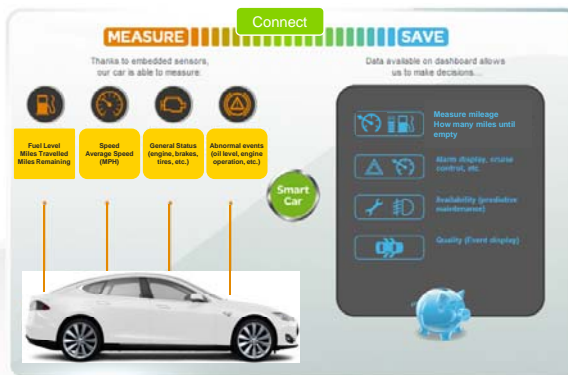 Connect
MEASURE
SAVE
Thanks to embedded sensors,
our car is able to measure:
Data available on dashboard allows
us to make decisions...
Fuel Level
Miles Travelled
Miles Remaining
Speed
Average Speed
(MPH)
General Status
(engine, brakes,
tires, etc.)
Abnormal events
(oil level, engine
operation, etc.)
Smart
Car
Measure mileage
How many miles until
empty
Alarm display, cruise
control, etc.
Availability (predictive
maintenance)
Quality (Event display)